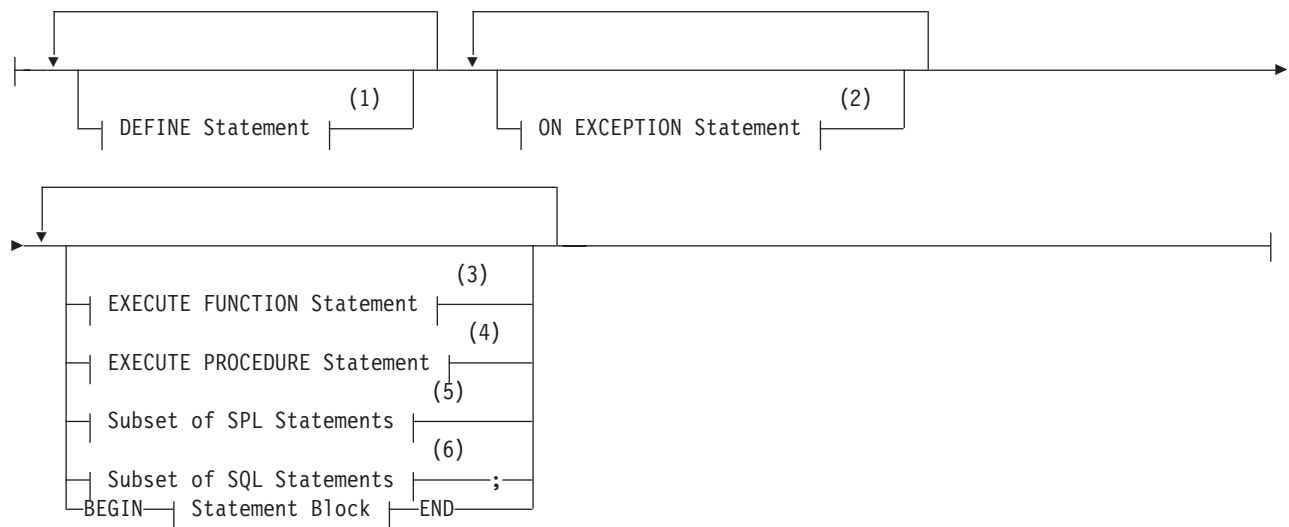 (1) (2)
DEFINE Statement ON EXCEPTION Statement
(3)
EXECUTE FUNCTION Statement
(4)
EXECUTE PROCEDURE Statement
(5)
Subset of SPL Statements
(6)
Subset of SQL Statements ;
BEGIN Statement Block END